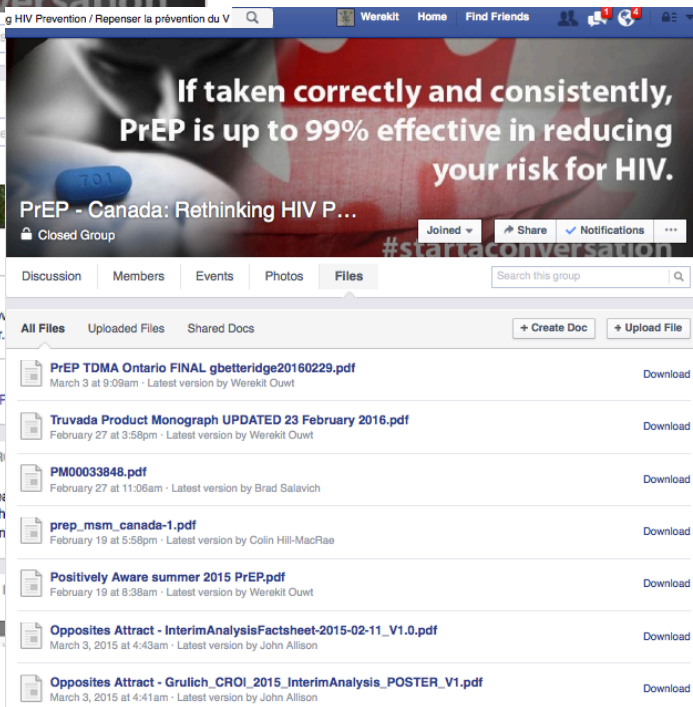 g HIV Prevention / Repenser la prévention du V
Werekit Home Find Friends 1 4
If taken correctly and consistently,
PrEP is up to 99% effective in reducing
your risk for HIV.
701
PrEP - Canada: Rethinking HIV P...
Closed Group
Joined Share Notifications ...
#startaconversation
Discussion Members Events Photos Files
Search this group
All Files Uploaded Files Shared Docs + Create Doc + Upload File
PrEP TDMA Ontario FINAL gbetteridge20160229.pdf
March 3 at 9:09am · Latest version by Werekit Ouwt
Download
Truvada Product Monograph UPDATED 23 February 2016.pdf
February 27 at 3:58pm · Latest version by Werekit Ouwt
Download
PM00033848.pdf
February 27 at 11:06am · Latest version by Brad Salavich
Download
prep_msm_canada-1.pdf
February 19 at 5:58pm · Latest version by Colin Hill-MacRae
Download
Positively Aware summer 2015 PrEP.pdf
February 19 at 8:38am · Latest version by Werekit Ouwt
Download
Opposites Attract - InterimAnalysisFactsheet-2015-02-11_V1.0.pdf
March 3, 2015 at 4:43am · Latest version by John Allison
Download
Opposites Attract - Grulich_CROI_2015_InterimAnalysis_POSTER_V1.pdf
March 3, 2015 at 4:41am · Latest version by John Allison
Download